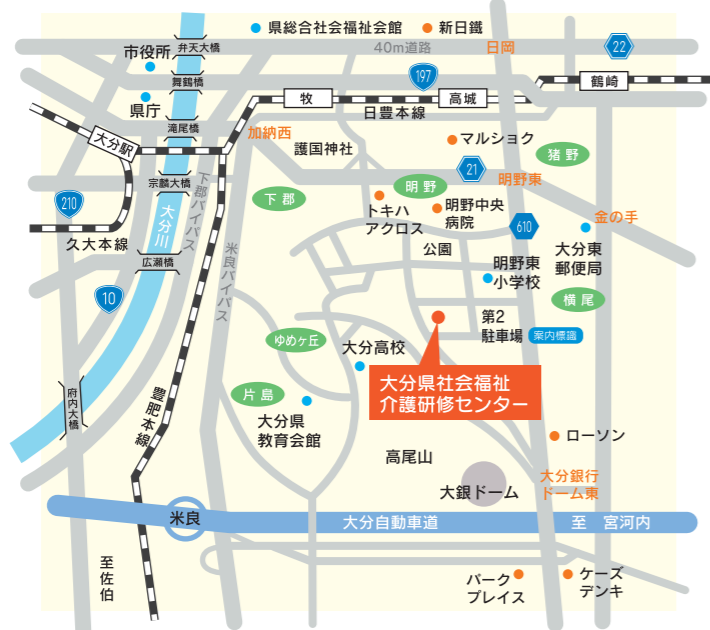 県総合社会福祉会館
新日鐵
市役所
弁天大橋
40m道路
日岡
22
舞鶴橋
197
鶴崎
県庁
牧
高城
日豊本線
滝尾橋
加納西
大分駅
護国神社
マルショク
猪野
宗麟大橋
21
明野東
明野
下郡
210
下郡バイパス
トキハ
アクロス
明野中央
病院
610
金の手
大分川
久大本線
米良バイパス
公園
明野東
小学校
大分東
郵便局
広瀬橋
10
横尾
第2
駐車場
案内標識
ゆめヶ丘
大分高校
大分県社会福祉
介護研修センター
府内大橋
豊肥本線
片島
大分県
教育会館
ローソン
高尾山
大分銀行
ドーム東
大銀ドーム
米良
大分自動車道
至 宮河内
至佐伯
パーク
プレイス
ケーズ
デンキ